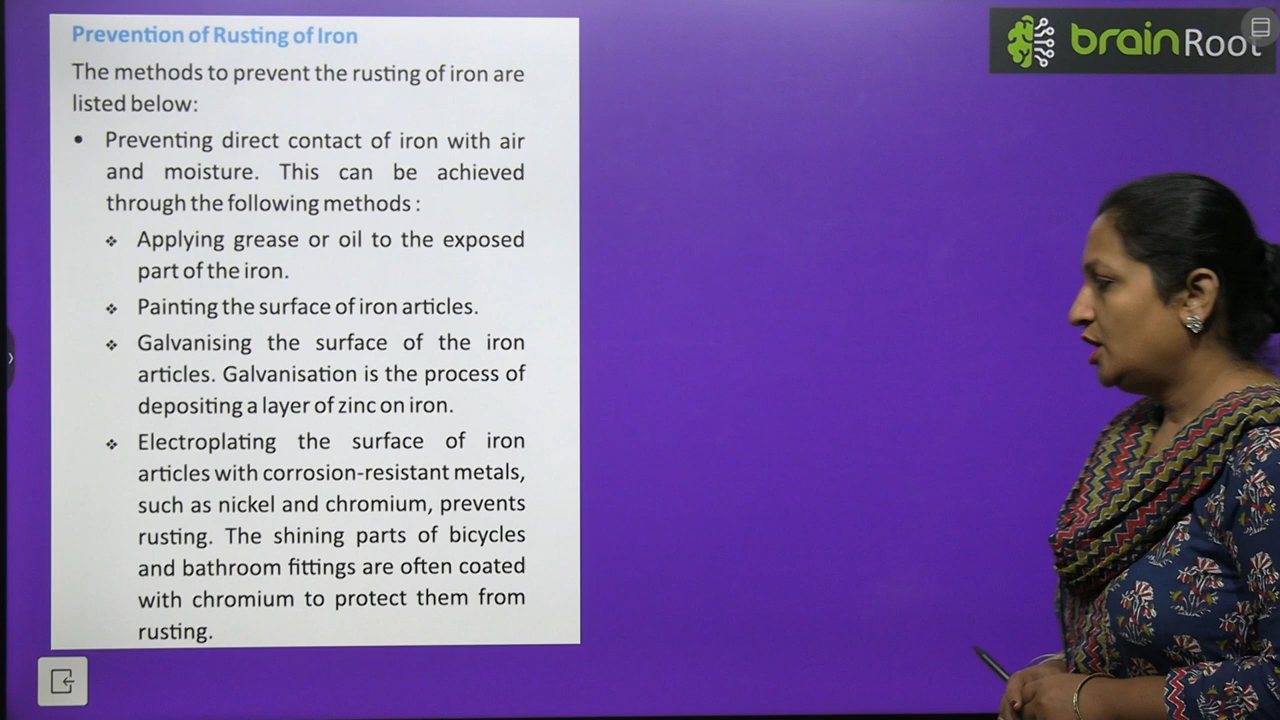 Prevention of Rusting of Iron
The methods to prevent the rusting of iron are
listed below:
• Preventing direct contact of iron with air
and moisture. This can be achieved
through the following methods :
❖ Applying grease or oil to the exposed
part of the iron.
❖ Painting the surface of iron articles.
❖ Galvanising the surface of the iron
articles. Galvanisation is the process of
depositing a layer of zinc on iron.
❖ Electroplating the surface of iron
articles with corrosion-resistant metals,
such as nickel and chromium, prevents
rusting. The shining parts of bicycles
and bathroom fittings are often coated
with chromium to protect them from
rusting.
brainRoot